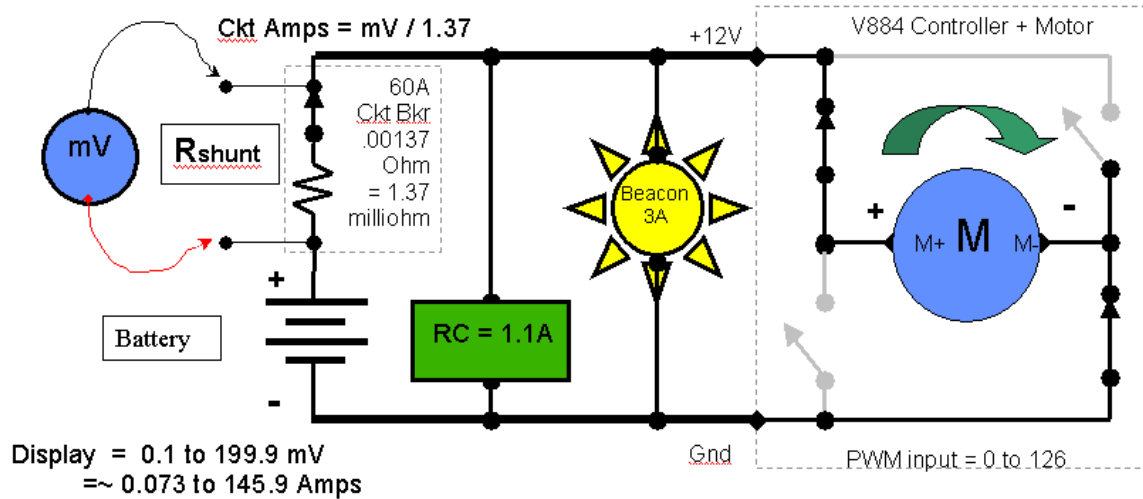 Ckt Amps = mV / 1.37
+12V
V884 Controller + Motor
60A
Ckt Bkr
.00137
Ohm
= 1.37
milliohm
mV
Rshunt
Beacon
3A
+
-
M+ M M-
+
Battery
RC = 1.1A
-
Display = 0.1 to 199.9 mV
=~ 0.073 to 145.9 Amps
Gnd
PWM input = 0 to 126